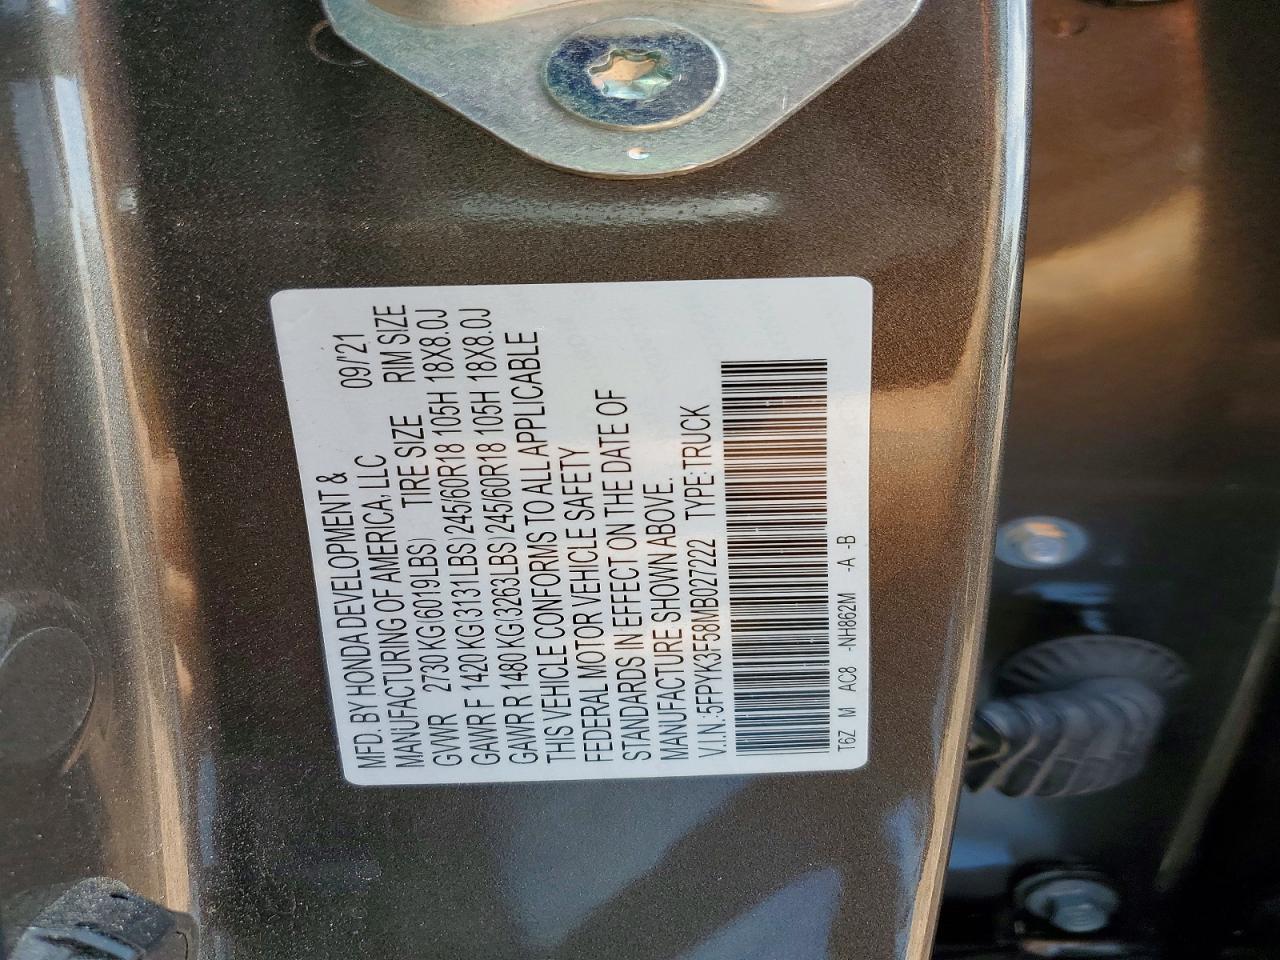 MFD. BY HONDA DEVELOPMENT &
MANUFACTURING OF AMERICA, LLC 09/'21
GVWR 2730 KG(6019LBS) TIRE SIZE RIM SIZE
GAWR F 1420 KG(3131LBS)245/60R18 105H 18X8.0J
GAWR R 1480 KG(3263LBS)245/60R18 105H 18X8.0J
THIS VEHICLE CONFORMS TO ALL APPLICABLE
FEDERAL MOTOR VEHICLE SAFETY
STANDARDS IN EFFECT ON THE DATE OF
MANUFACTURE SHOWN ABOVE.
V.I.N.:5FPYK3F58MB027222 TYPE:TRUCK
T6Z M AC8 -NH862M -A -B